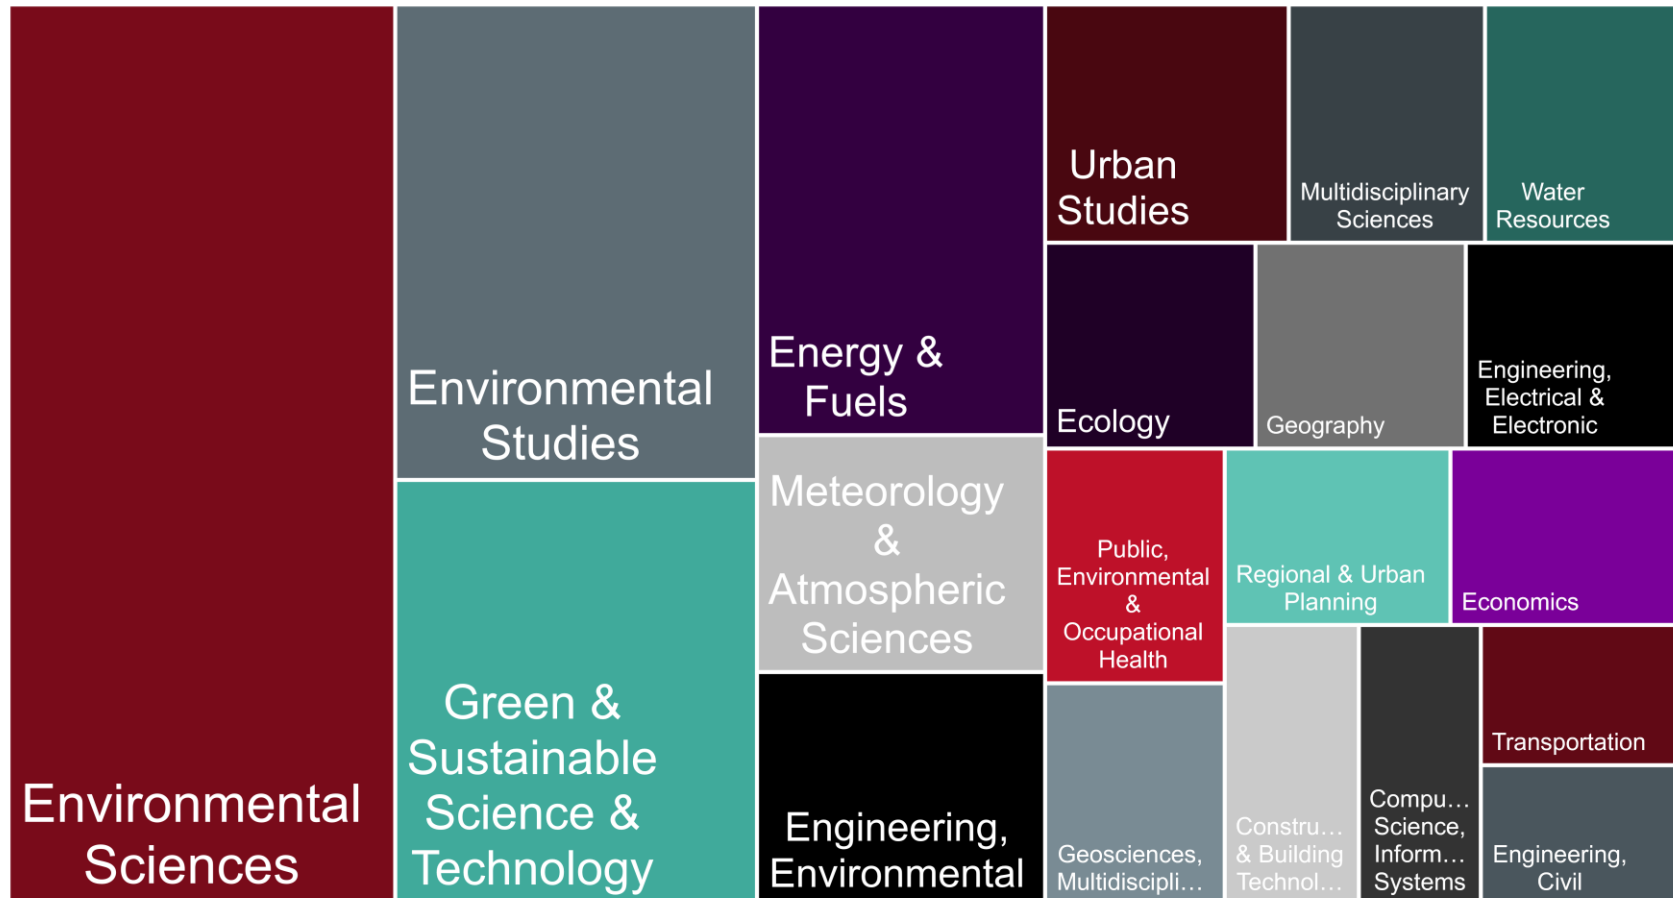 Environmental
Sciences
Environmental
Studies
Green &
Sustainable
Science &
Technology
Energy &
Fuels
Meteorology
&
Atmospheric
Sciences
Engineering,
Environmental
Urban
Studies
Multidisciplinary
Sciences
Water
Resources
Ecology
Geography
Engineering,
Electrical &
Electronic
Public,
Environmental
&
Occupational
Health
Regional & Urban
Planning
Economics
Geosciences,
Multidiscipli…
Constru…
& Building
Technol…
Compu…
Science,
Inform…
Systems
Transportation
Engineering,
Civil